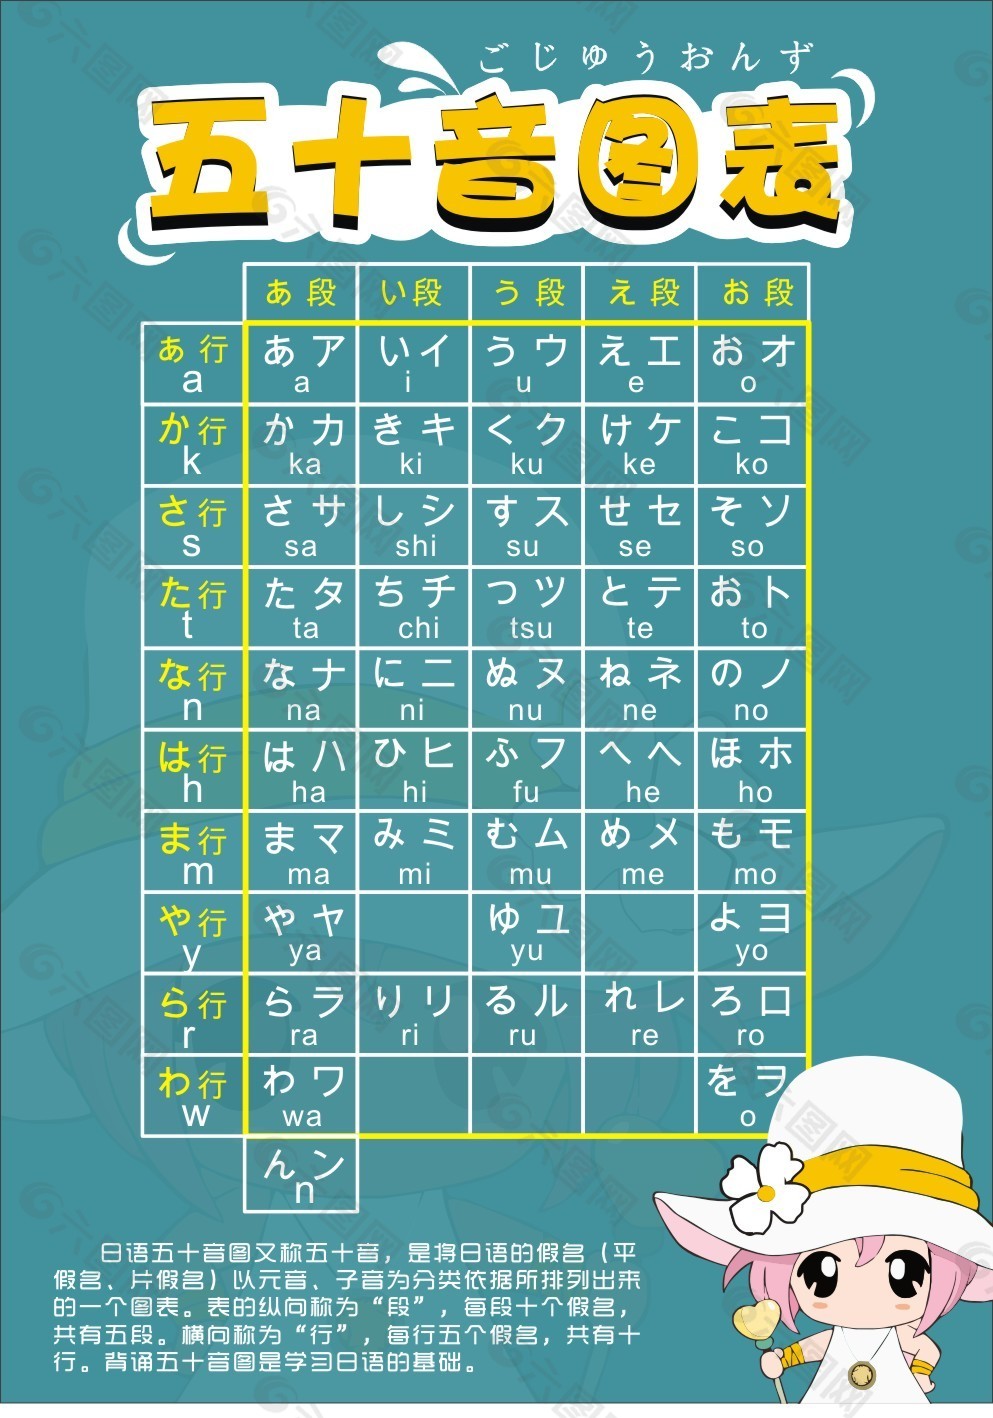 ごじゅうおんず
五十音图表
あ段 い段 う段 え段 お段
あ行 あア いイ うウ えエ おオ
a a i u e o
か行 かカ きキ くク けケ こコ
k ka ki ku ke ko
さ行 さサ しシ すス せセ そソ
s sa shi su se so
た行 たタ ちチ つツ とテ おト
t ta chi tsu te to
な行 なナ にニ ぬヌ ねネ のノ
n na ni nu ne no
は行 はハ ひヒ ふフ へヘ ほホ
h ha hi fu he ho
ま行 まマ みミ むム めメ もモ
m ma mi mu me mo
や行 やヤ ゆユ よヨ
y ya yu yo
ら行 らラ りリ るル れレ ろロ
r ra ri ru re ro
わ行 わワ をヲ
w wa o
んン
n
日语五十音图又称五十音，是将日语的假名（平
假名、片假名）以元音、子音为分类依据所排列出来
的一个图表。表的纵向称为“段”，每段十个假名，
共有五段。横向称为“行”，每行五个假名，共有十
行。背诵五十音图是学习日语的基础。
六图网